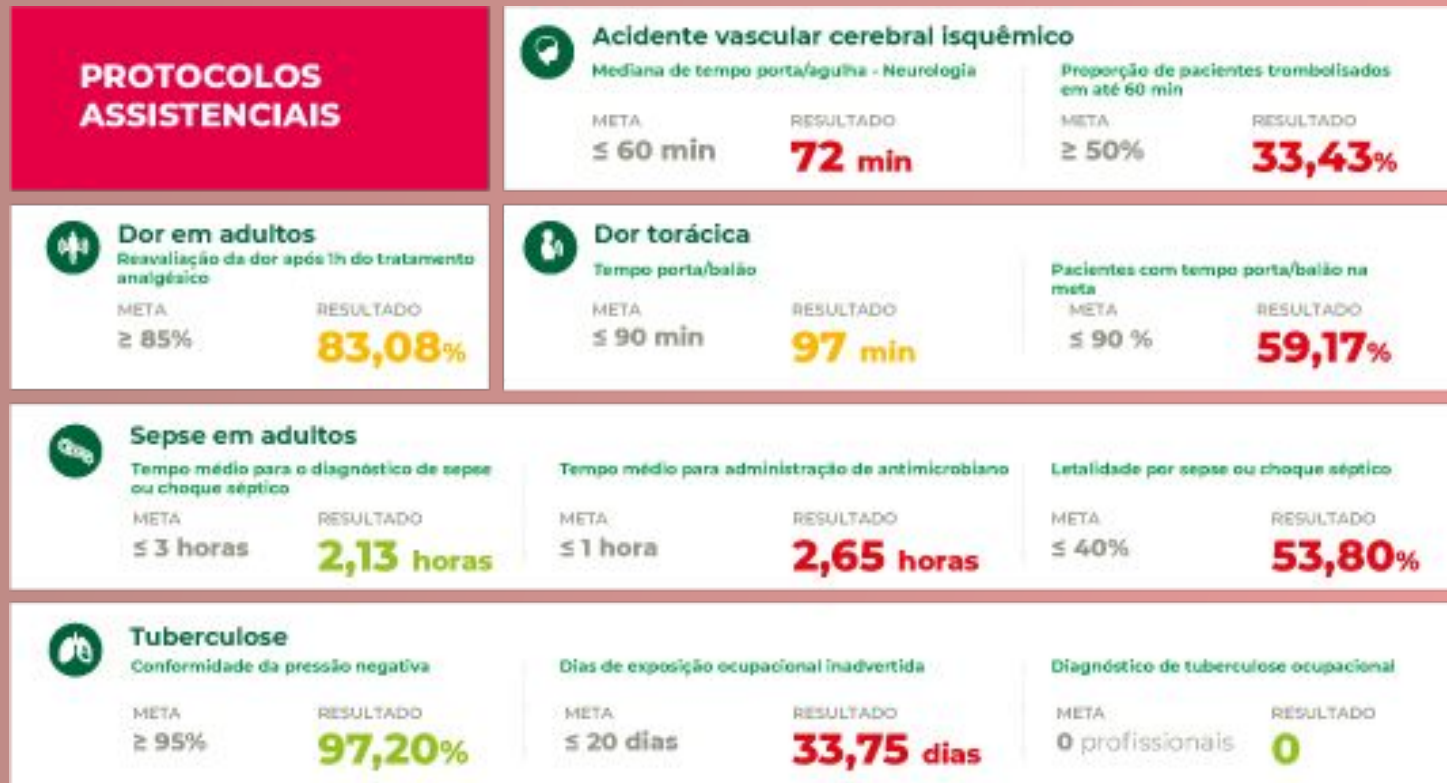 PROTOCOLOS
ASSISTENCIAIS
Acidente vascular cerebral isquêmico
Mediana de tempo porta/agulha - Neurologia
META
≤ 60 min
RESULTADO
72 min
Proporção de pacientes trombolisados
em até 60 min
META
≥ 50%
RESULTADO
33,43%
Dor em adultos
Reavaliação da dor após 1h do tratamento
analgésico
META
≥ 85%
RESULTADO
83,08%
Dor torácica
Tempo porta/balão
META
≤ 90 min
RESULTADO
97 min
Pacientes com tempo porta/balão na
meta
META
≤ 90 %
RESULTADO
59,17%
Sepse em adultos
Tempo médio para o diagnóstico de sepse
ou choque séptico
META
≤ 3 horas
RESULTADO
2,13 horas
Tempo médio para administração de antimicrobiano
META
≤ 1 hora
RESULTADO
2,65 horas
Letalidade por sepse ou choque séptico
META
≤ 40%
RESULTADO
53,80%
Tuberculose
Conformidade da pressão negativa
META
≥ 95%
RESULTADO
97,20%
Dias de exposição ocupacional inadvertida
META
≤ 20 dias
RESULTADO
33,75 dias
Diagnóstico de tuberculose ocupacional
META
0 profissionais
RESULTADO
0